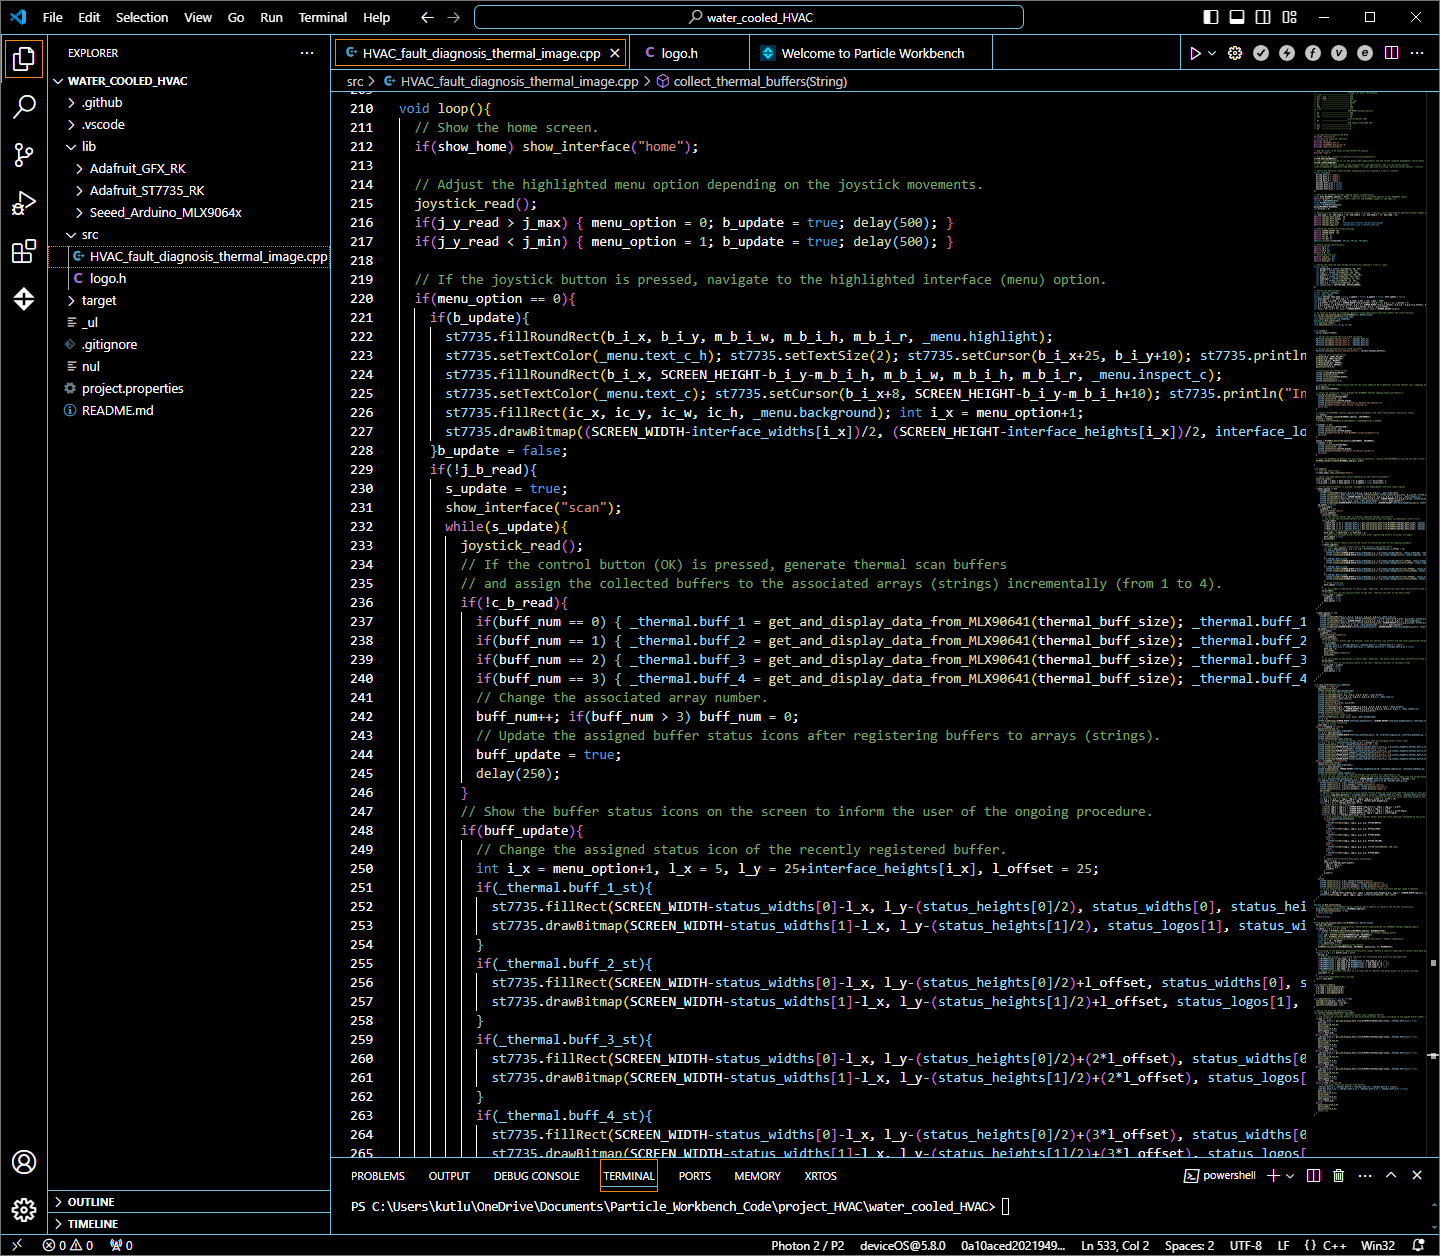 File Edit Selection View Go Run Terminal Help
water_cooled_HVAC
EXPLORER
WATER_COOLED_HVAC
.github
.vscode
lib
Adafruit_GFX_RK
Adafruit_ST7735_RK
Seeed_Arduino_MLX9064x
src
HVAC_fault_diagnosis_thermal_image.cpp
logo.h
target
_ul
.gitignore
nul
project.properties
README.md
OUTLINE
TIMELINE
HVAC_fault_diagnosis_thermal_image.cpp logo.h Welcome to Particle Workbench
src > HVAC_fault_diagnosis_thermal_image.cpp > collect_thermal_buffers(String)
210 void loop(){
211 // Show the home screen.
212 if(show_home) show_interface("home");
213
214 // Adjust the highlighted menu option depending on the joystick movements.
215 joystick_read();
216 if(j_y_read > j_max) { menu_option = 0; b_update = true; delay(500); }
217 if(j_y_read < j_min) { menu_option = 1; b_update = true; delay(500); }
218
219 // If the joystick button is pressed, navigate to the highlighted interface (menu) option.
220 if(menu_option == 0){
221 if(b_update){
222 st7735.fillRoundRect(b_i_x, b_i_y, m_b_i_w, m_b_i_h, m_b_i_r, _menu.highlight);
223 st7735.setTextColor(_menu.text_c_h); st7735.setTextSize(2); st7735.setCursor(b_i_x+25, b_i_y+10); st7735.println
224 st7735.fillRoundRect(b_i_x, SCREEN_HEIGHT-b_i_y-m_b_i_h, m_b_i_w, m_b_i_h, m_b_i_r, _menu.inspect_c);
225 st7735.setTextColor(_menu.text_c); st7735.setCursor(b_i_x+8, SCREEN_HEIGHT-b_i_y-m_b_i_h+10); st7735.println("In
226 st7735.fillRect(ic_x, ic_y, ic_w, ic_h, _menu.background); int i_x = menu_option+1;
227 st7735.drawBitmap((SCREEN_WIDTH-interface_widths[i_x])/2, (SCREEN_HEIGHT-interface_heights[i_x])/2, interface_lo
228 }b_update = false;
229 if(!j_b_read){
230 s_update = true;
231 show_interface("scan");
232 while(s_update){
233 joystick_read();
234 // If the control button (OK) is pressed, generate thermal scan buffers
235 // and assign the collected buffers to the associated arrays (strings) incrementally (from 1 to 4).
236 if(!c_b_read){
237 if(buff_num == 0) { _thermal.buff_1 = get_and_display_data_from_MLX90641(thermal_buff_size); _thermal.buff_1
238 if(buff_num == 1) { _thermal.buff_2 = get_and_display_data_from_MLX90641(thermal_buff_size); _thermal.buff_2
239 if(buff_num == 2) { _thermal.buff_3 = get_and_display_data_from_MLX90641(thermal_buff_size); _thermal.buff_3
240 if(buff_num == 3) { _thermal.buff_4 = get_and_display_data_from_MLX90641(thermal_buff_size); _thermal.buff_4
241 // Change the associated array number.
242 buff_num++; if(buff_num > 3) buff_num = 0;
243 // Update the assigned buffer status icons after registering buffers to arrays (strings).
244 buff_update = true;
245 delay(250);
246 }
247 // Show the buffer status icons on the screen to inform the user of the ongoing procedure.
248 if(buff_update){
249 // Change the assigned status icon of the recently registered buffer.
250 int i_x = menu_option+1, l_x = 5, l_y = 25+interface_heights[i_x], l_offset = 25;
251 if(_thermal.buff_1_st){
252 st7735.fillRect(SCREEN_WIDTH-status_widths[0]-l_x, l_y-(status_heights[0]/2), status_widths[0], status_hei
253 st7735.drawBitmap(SCREEN_WIDTH-status_widths[1]-l_x, l_y-(status_heights[1]/2), status_logos[1], status_wi
254 }
255 if(_thermal.buff_2_st){
256 st7735.fillRect(SCREEN_WIDTH-status_widths[0]-l_x, l_y-(status_heights[0]/2)+l_offset, status_widths[0], s
257 st7735.drawBitmap(SCREEN_WIDTH-status_widths[1]-l_x, l_y-(status_heights[1]/2)+l_offset, status_logos[1],
258 }
259 if(_thermal.buff_3_st){
260 st7735.fillRect(SCREEN_WIDTH-status_widths[0]-l_x, l_y-(status_heights[0]/2)+(2*l_offset), status_widths[0
261 st7735.drawBitmap(SCREEN_WIDTH-status_widths[1]-l_x, l_y-(status_heights[1]/2)+(2*l_offset), status_logos[
262 }
263 if(_thermal.buff_4_st){
264 st7735.fillRect(SCREEN_WIDTH-status_widths[0]-l_x, l_y-(status_heights[0]/2)+(3*l_offset), status_widths[0
265 st7735.drawBitmap(SCREEN_WIDTH-status_widths[1]-l_x, l_y-(status_heights[1]/2)+(3*l_offset), status_logos[
PROBLEMS OUTPUT DEBUG CONSOLE TERMINAL PORTS MEMORY XRTOS powershell
PS C:\Users\kutlu\OneDrive\Documents\Particle_Workbench_Code\project_HVAC\water_cooled_HVAC>
0 0 0 Photon 2 / P2 deviceOS@5.8.0 0a10aced2021949... Ln 533, Col 2 Spaces: 2 UTF-8 LF {} C++ Win32